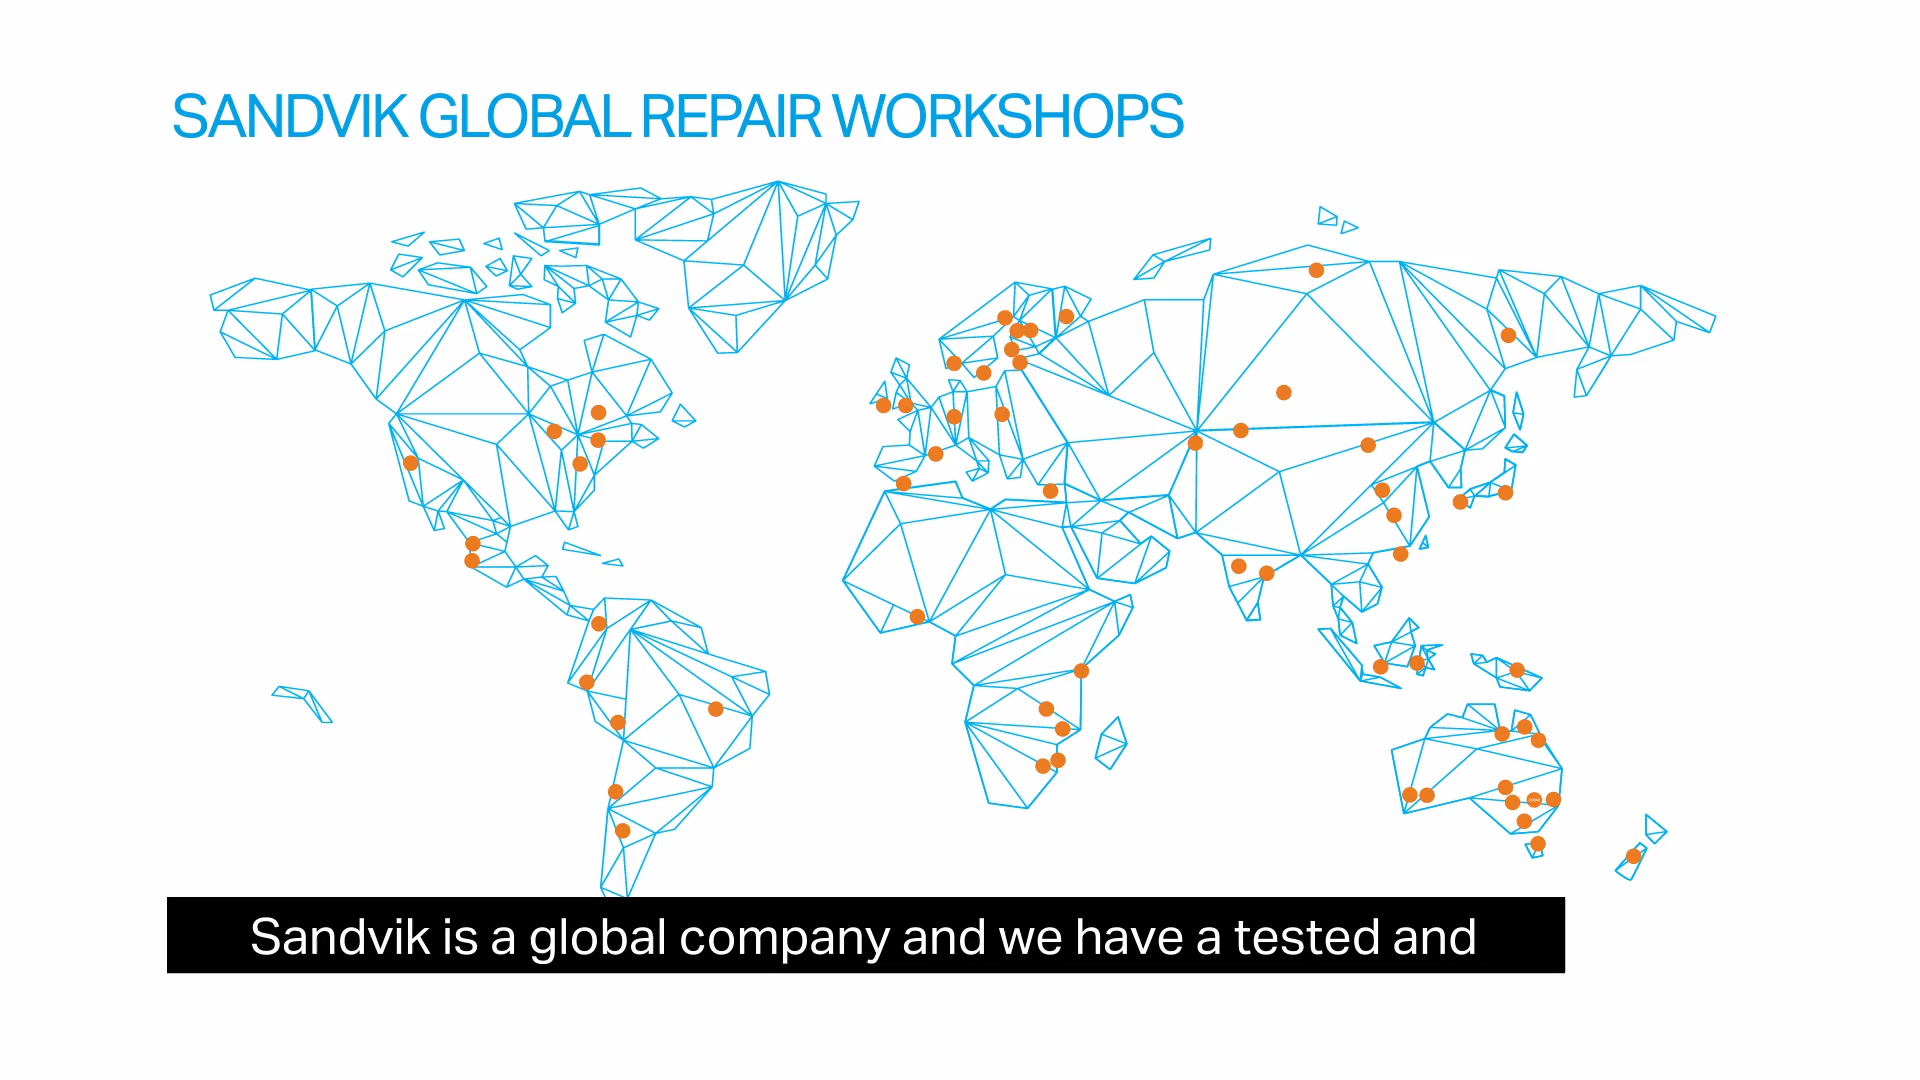 SANDVIK GLOBAL REPAIR WORKSHOPS
Sandvik is a global company and we have a tested and